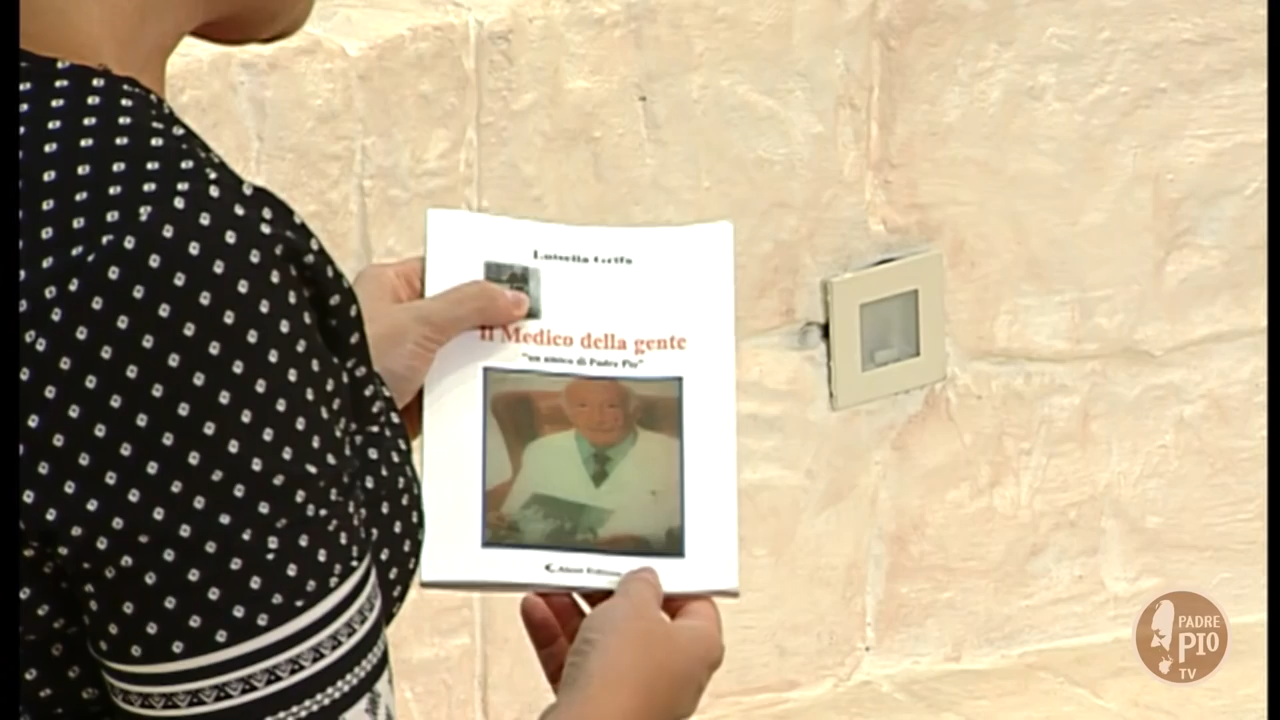 Luisella Grifa
Il Medico della gente
"un amico di Padre Pio"
PADRE
PIO
TV